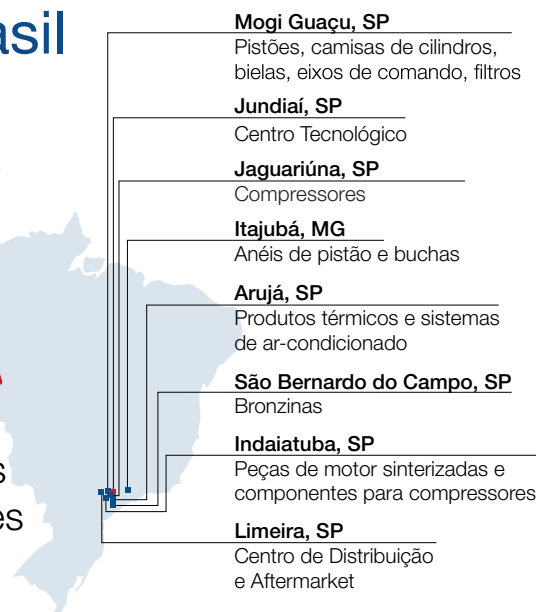 asil
Mogi Guaçu, SP
Pistões, camisas de cilindros,
bielas, eixos de comando, filtros
Jundiaí, SP
Centro Tecnológico
Jaguariúna, SP
Compressores
Itajubá, MG
Anéis de pistão e buchas
Arujá, SP
Produtos térmicos e sistemas
de ar-condicionado
São Bernardo do Campo, SP
Bronzinas
Indaiatuba, SP
Peças de motor sinterizadas e
componentes para compressores
Limeira, SP
Centro de Distribuição
e Aftermarket
s
es